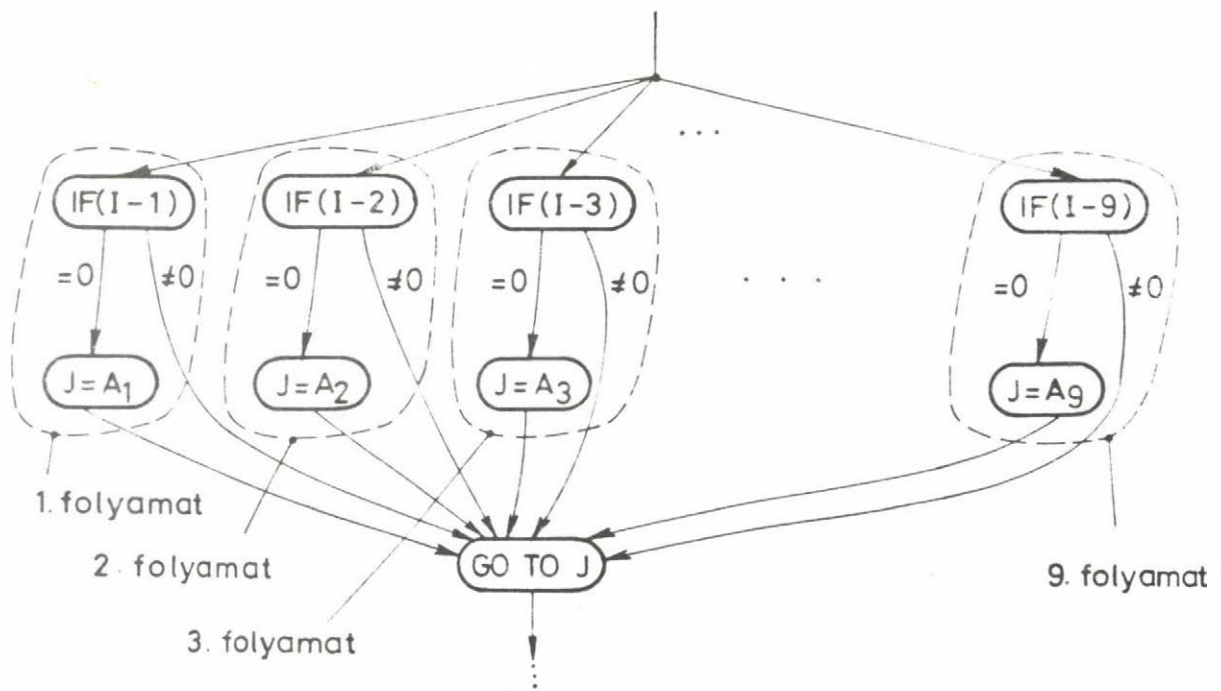 ...
IF(I-1) IF(I-2) IF(I-3) IF(I-9)
=0 ≠0 =0 ≠0 =0 ≠0 . . . =0 ≠0
J=A₁ J=A₂ J=A₃ J=A₉
1. folyamat
GO TO J
2. folyamat
9. folyamat
3. folyamat